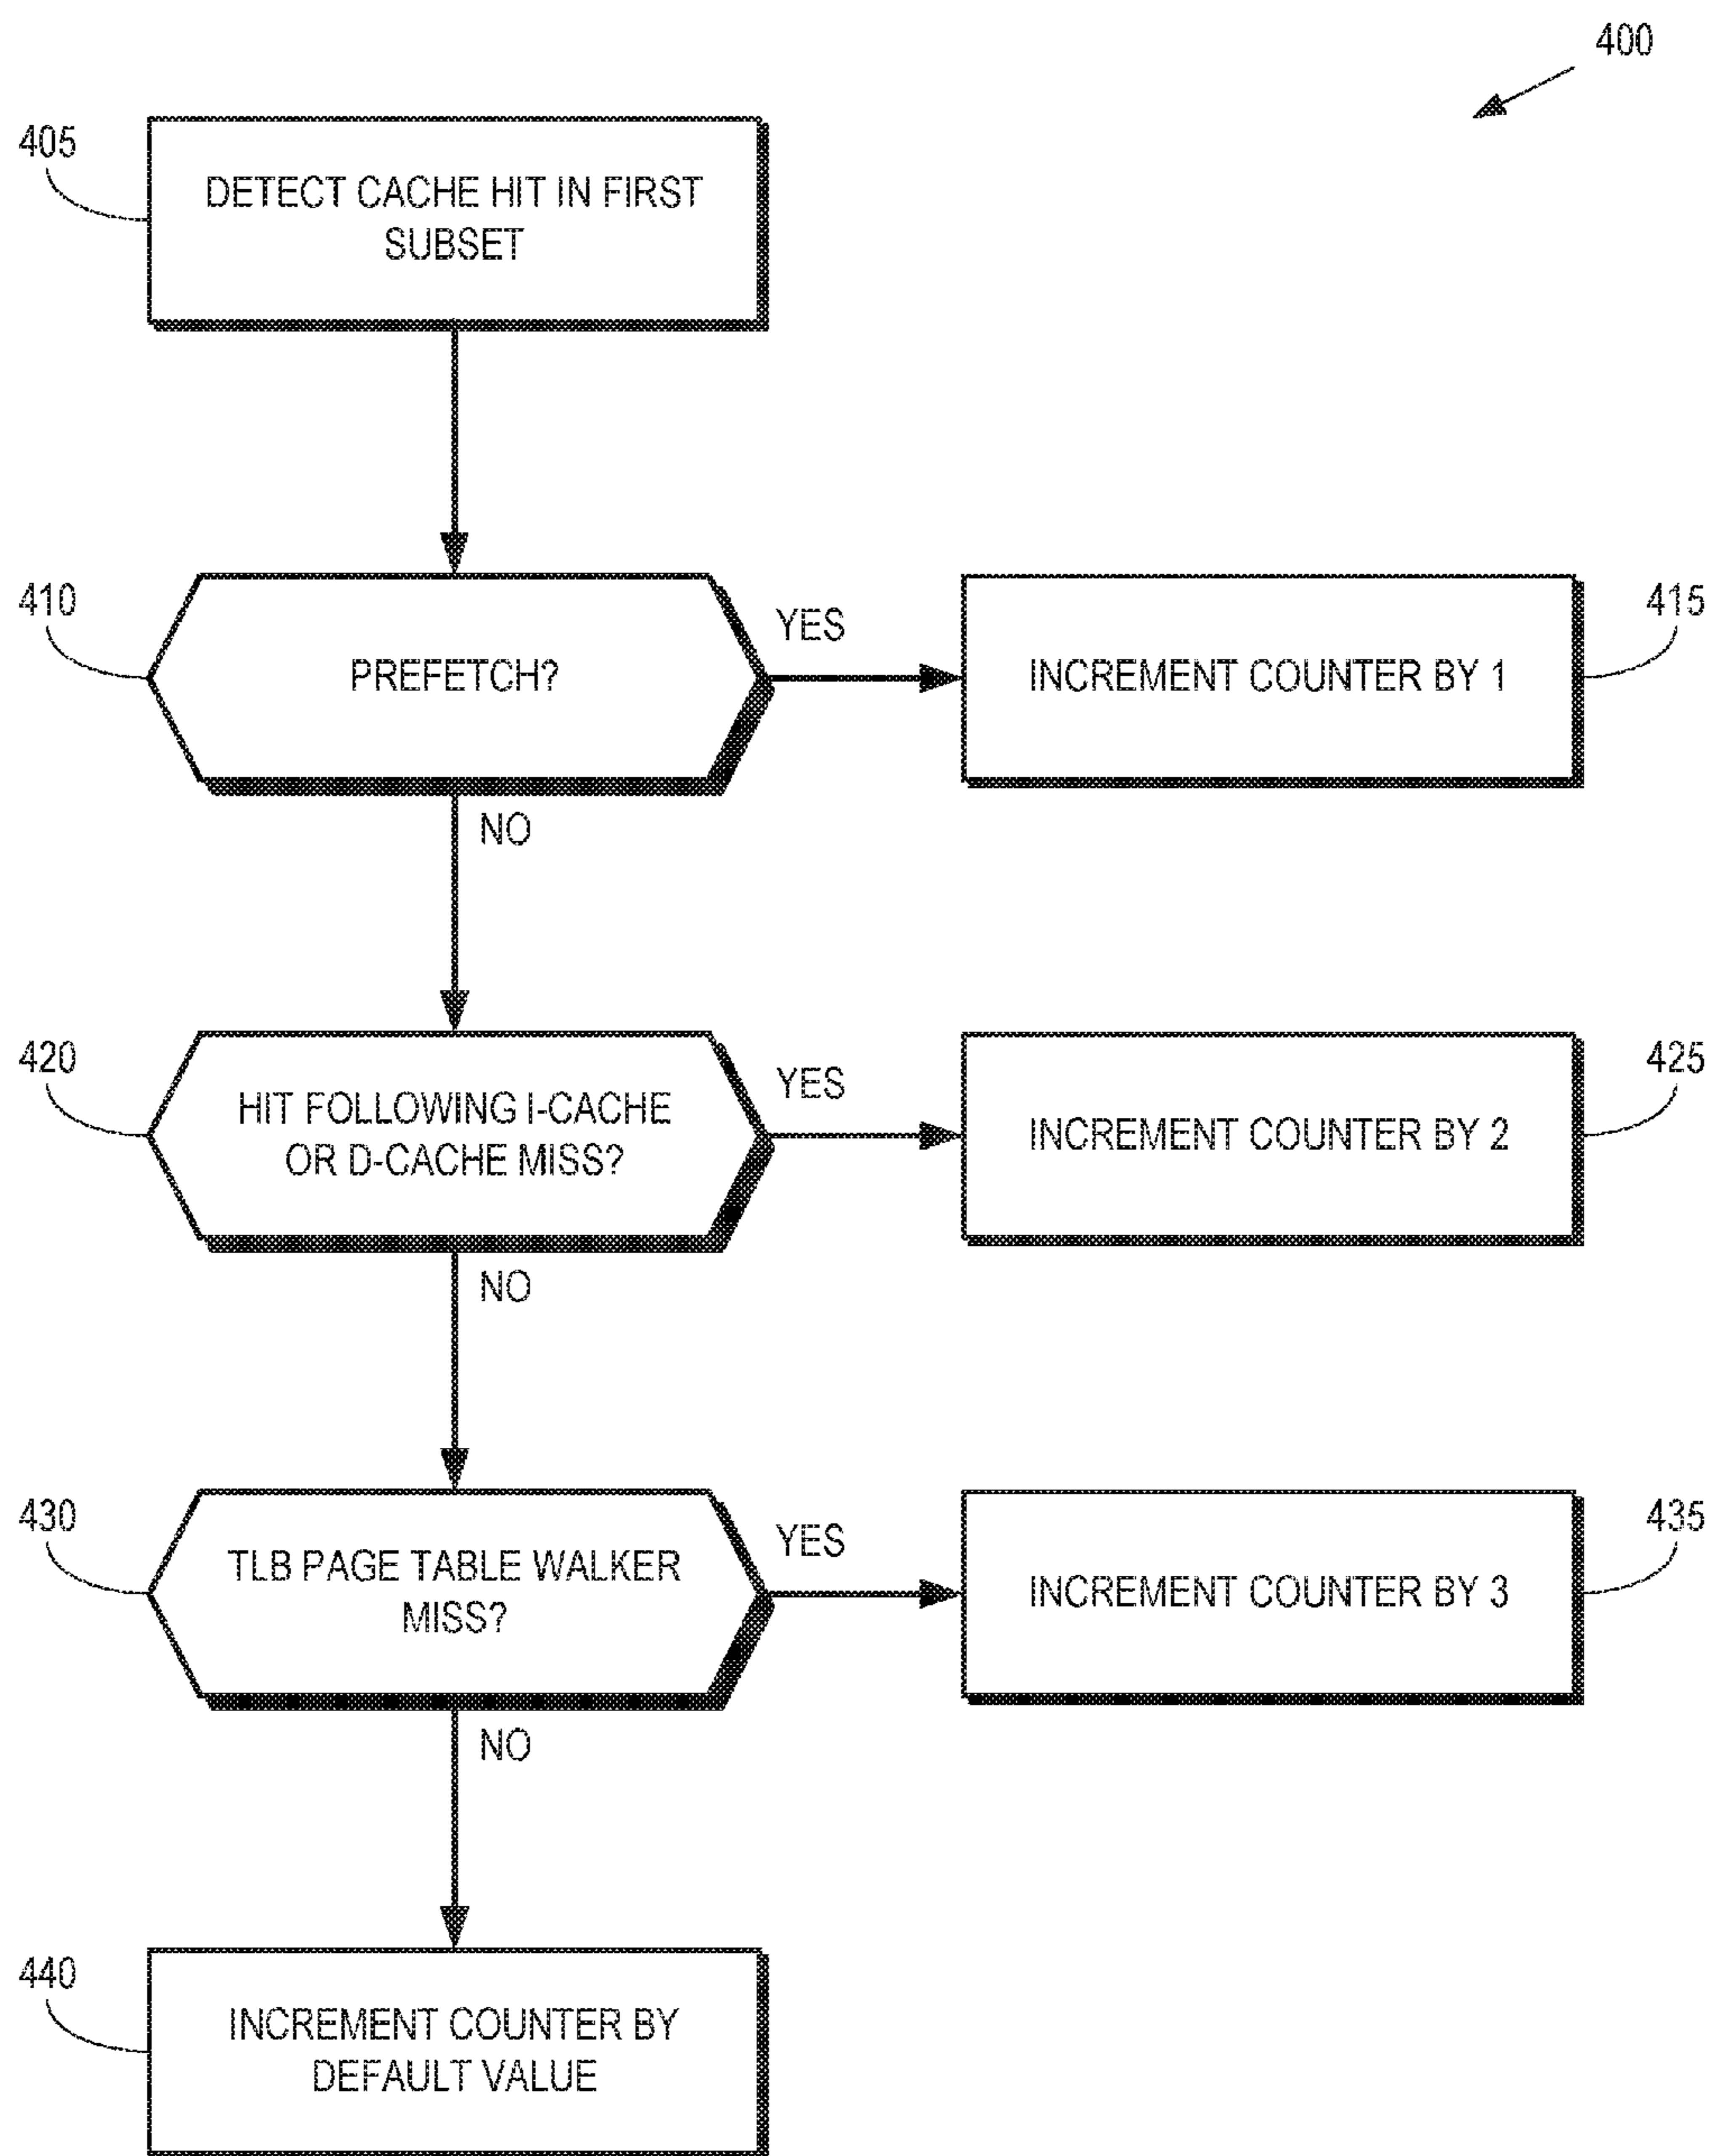 400
405
DETECT CACHE HIT IN FIRST
SUBSET
410
PREFETCH?
YES
INCREMENT COUNTER BY 1
415
NO
420
HIT FOLLOWING I-CACHE
OR D-CACHE MISS?
YES
INCREMENT COUNTER BY 2
425
NO
430
TLB PAGE TABLE WALKER
MISS?
YES
INCREMENT COUNTER BY 3
435
NO
440
INCREMENT COUNTER BY
DEFAULT VALUE